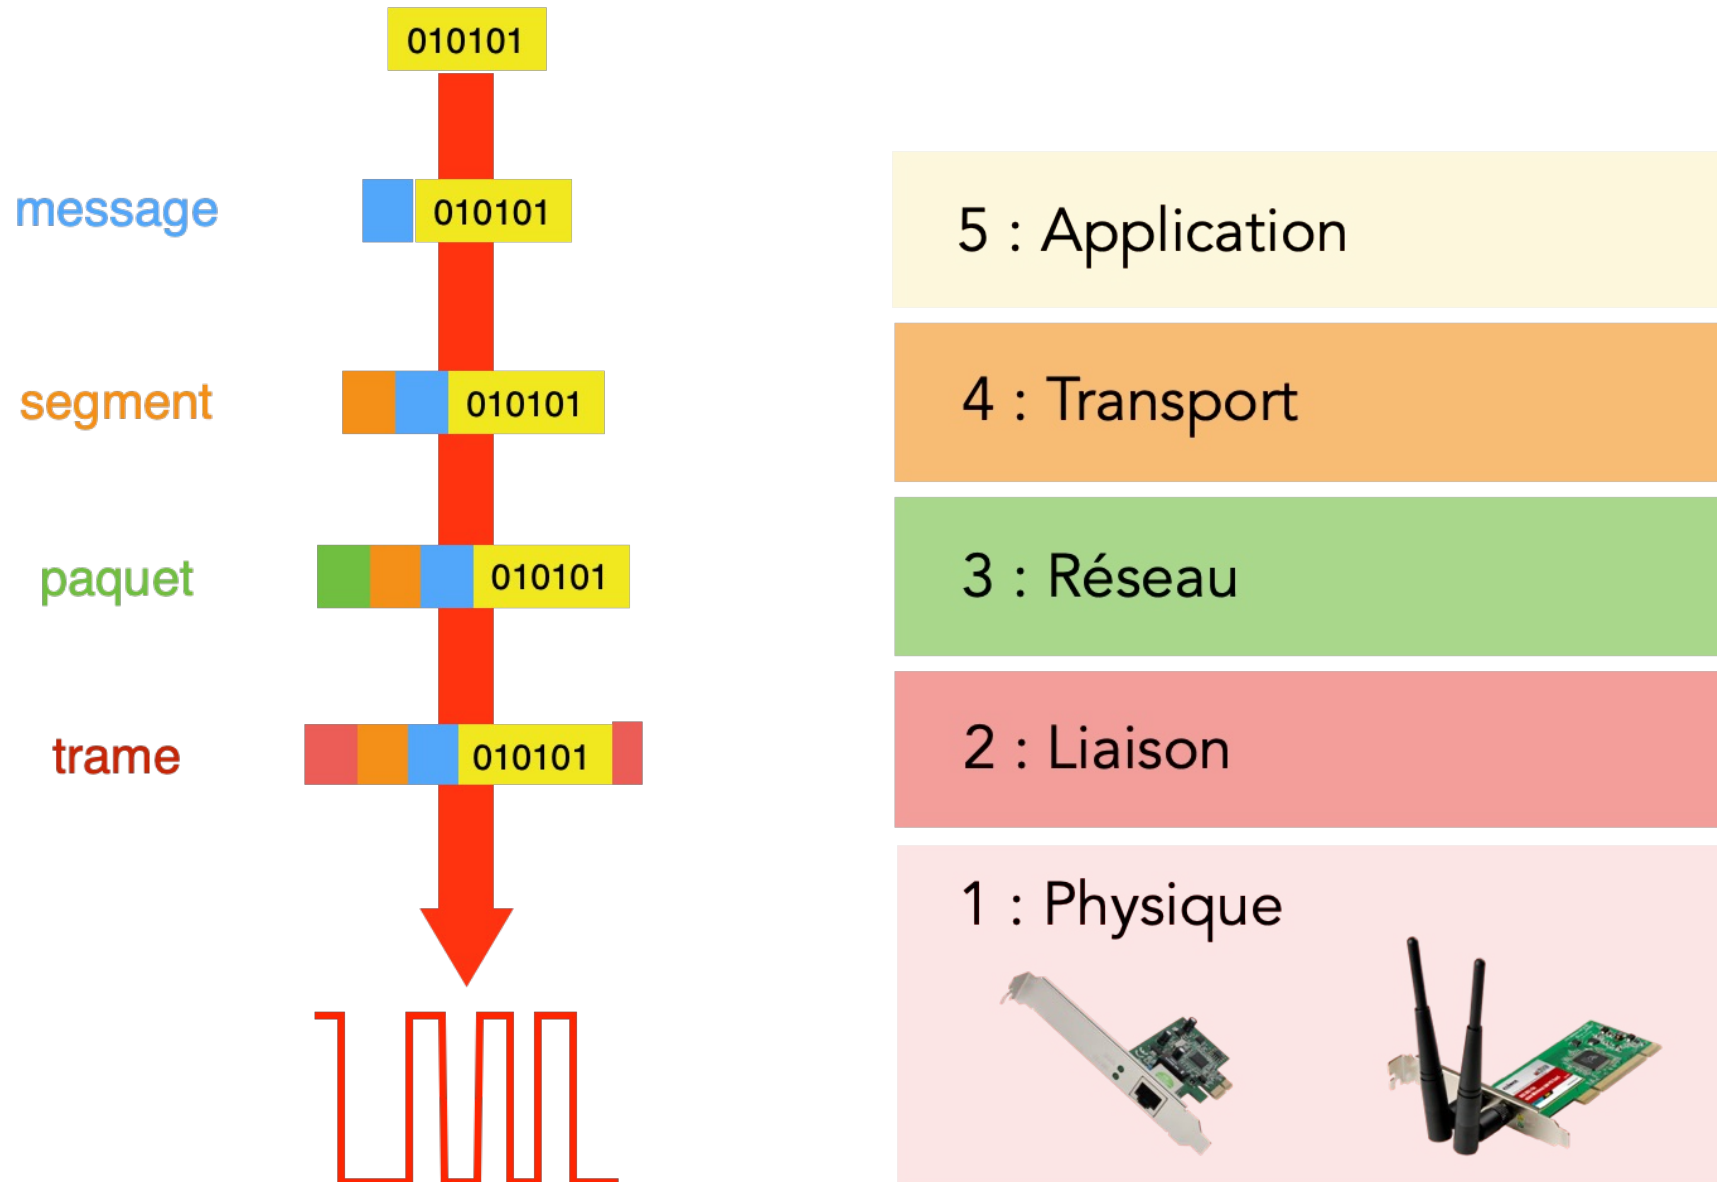 010101
message
010101
5 : Application
segment
010101
4 : Transport
paquet
010101
3 : Réseau
trame
010101
2 : Liaison
1 : Physique